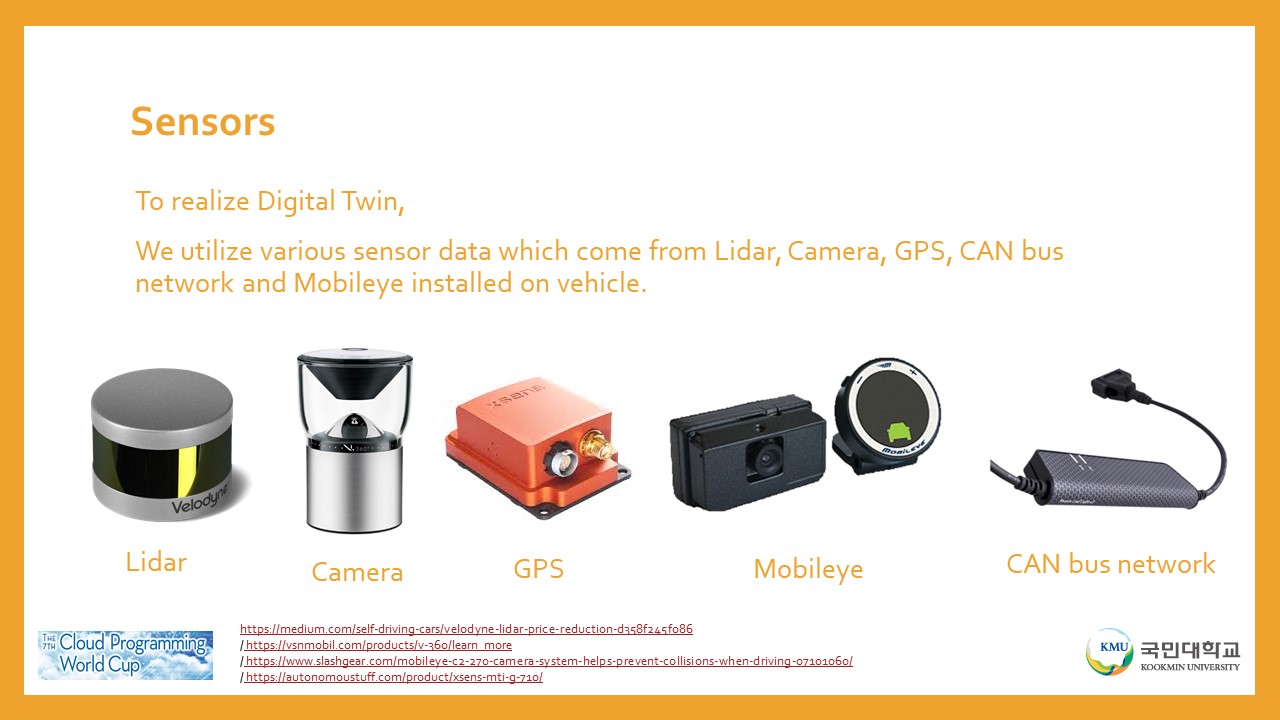 Sensors
To realize Digital Twin,
We utilize various sensor data which come from Lidar, Camera, GPS, CAN bus
network and Mobileye installed on vehicle.
Velodyne
360°
xsens
MOBILEYE
Lidar
Camera
GPS
Mobileye
CAN bus network
THE 7TH Cloud Programming
World Cup
https://medium.com/self-driving-cars/velodyne-lidar-price-reduction-d358f245f086
/ https://vsnmobil.com/products/v-360/learn_more
/ https://www.slashgear.com/mobileye-c2-270-camera-system-helps-prevent-collisions-when-driving-07101060/
/ https://autonomoustuff.com/product/xsens-mti-g-710/
KMU
국민대학교
KOOKMIN UNIVERSITY